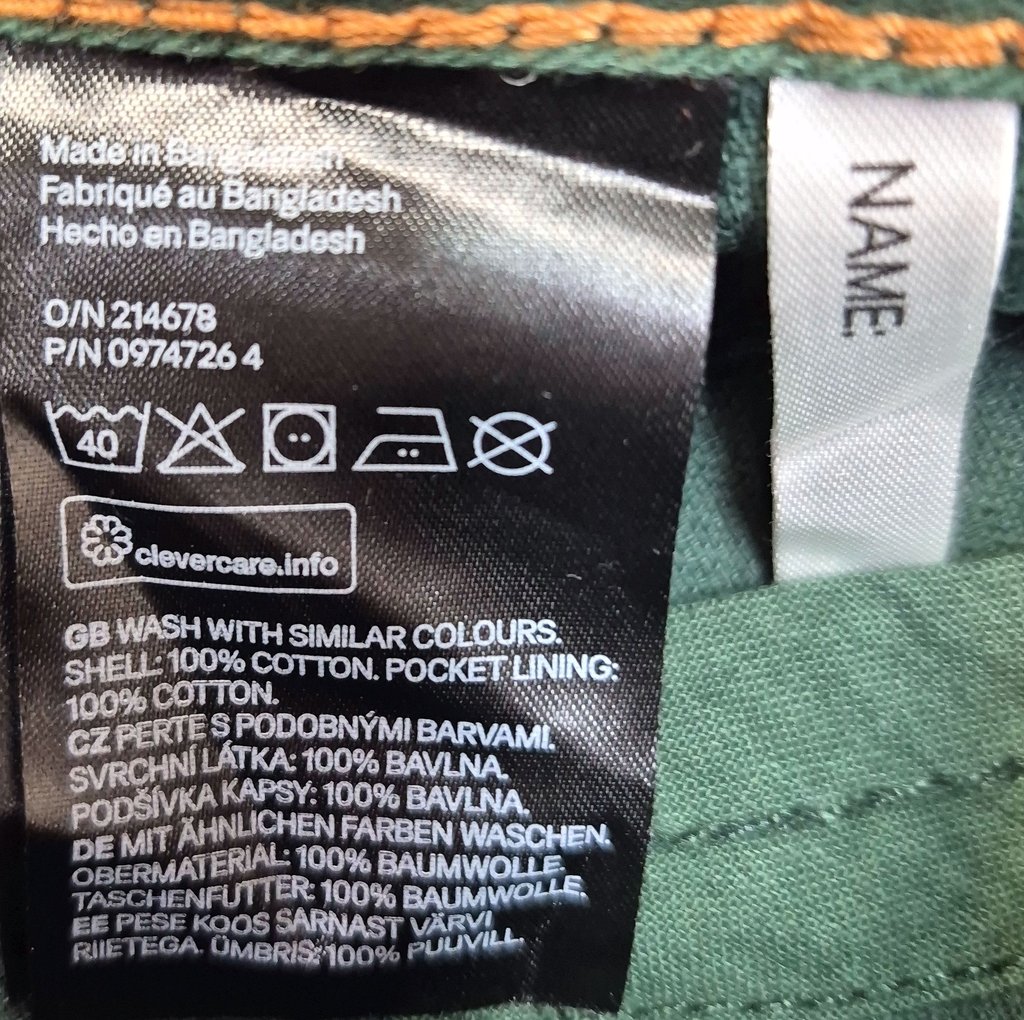 Made in Bangladesh
Fabriqué au Bangladesh
Hecho en Bangladesh
O/N 214678
P/N 0974726 4
40
clevercare.info
GB WASH WITH SIMILAR COLOURS.
SHELL: 100% COTTON. POCKET LINING:
100% COTTON.
CZ PERTE S PODOBNÝMI BARVAMI.
SVRCHNÍ LÁTKA: 100% BAVLNA.
PODŠÍVKA KAPSY: 100% BAVLNA.
DE MIT ÄHNLICHEN FARBEN WASCHEN.
OBERMATERIAL: 100% BAUMWOLLE.
TASCHENFUTTER: 100% BAUMWOLLE.
EE PESE KOOS SARNAST VÄRVI
RIIETEGA. ÜMBRIS: 100% PUUVILL.
NAME: